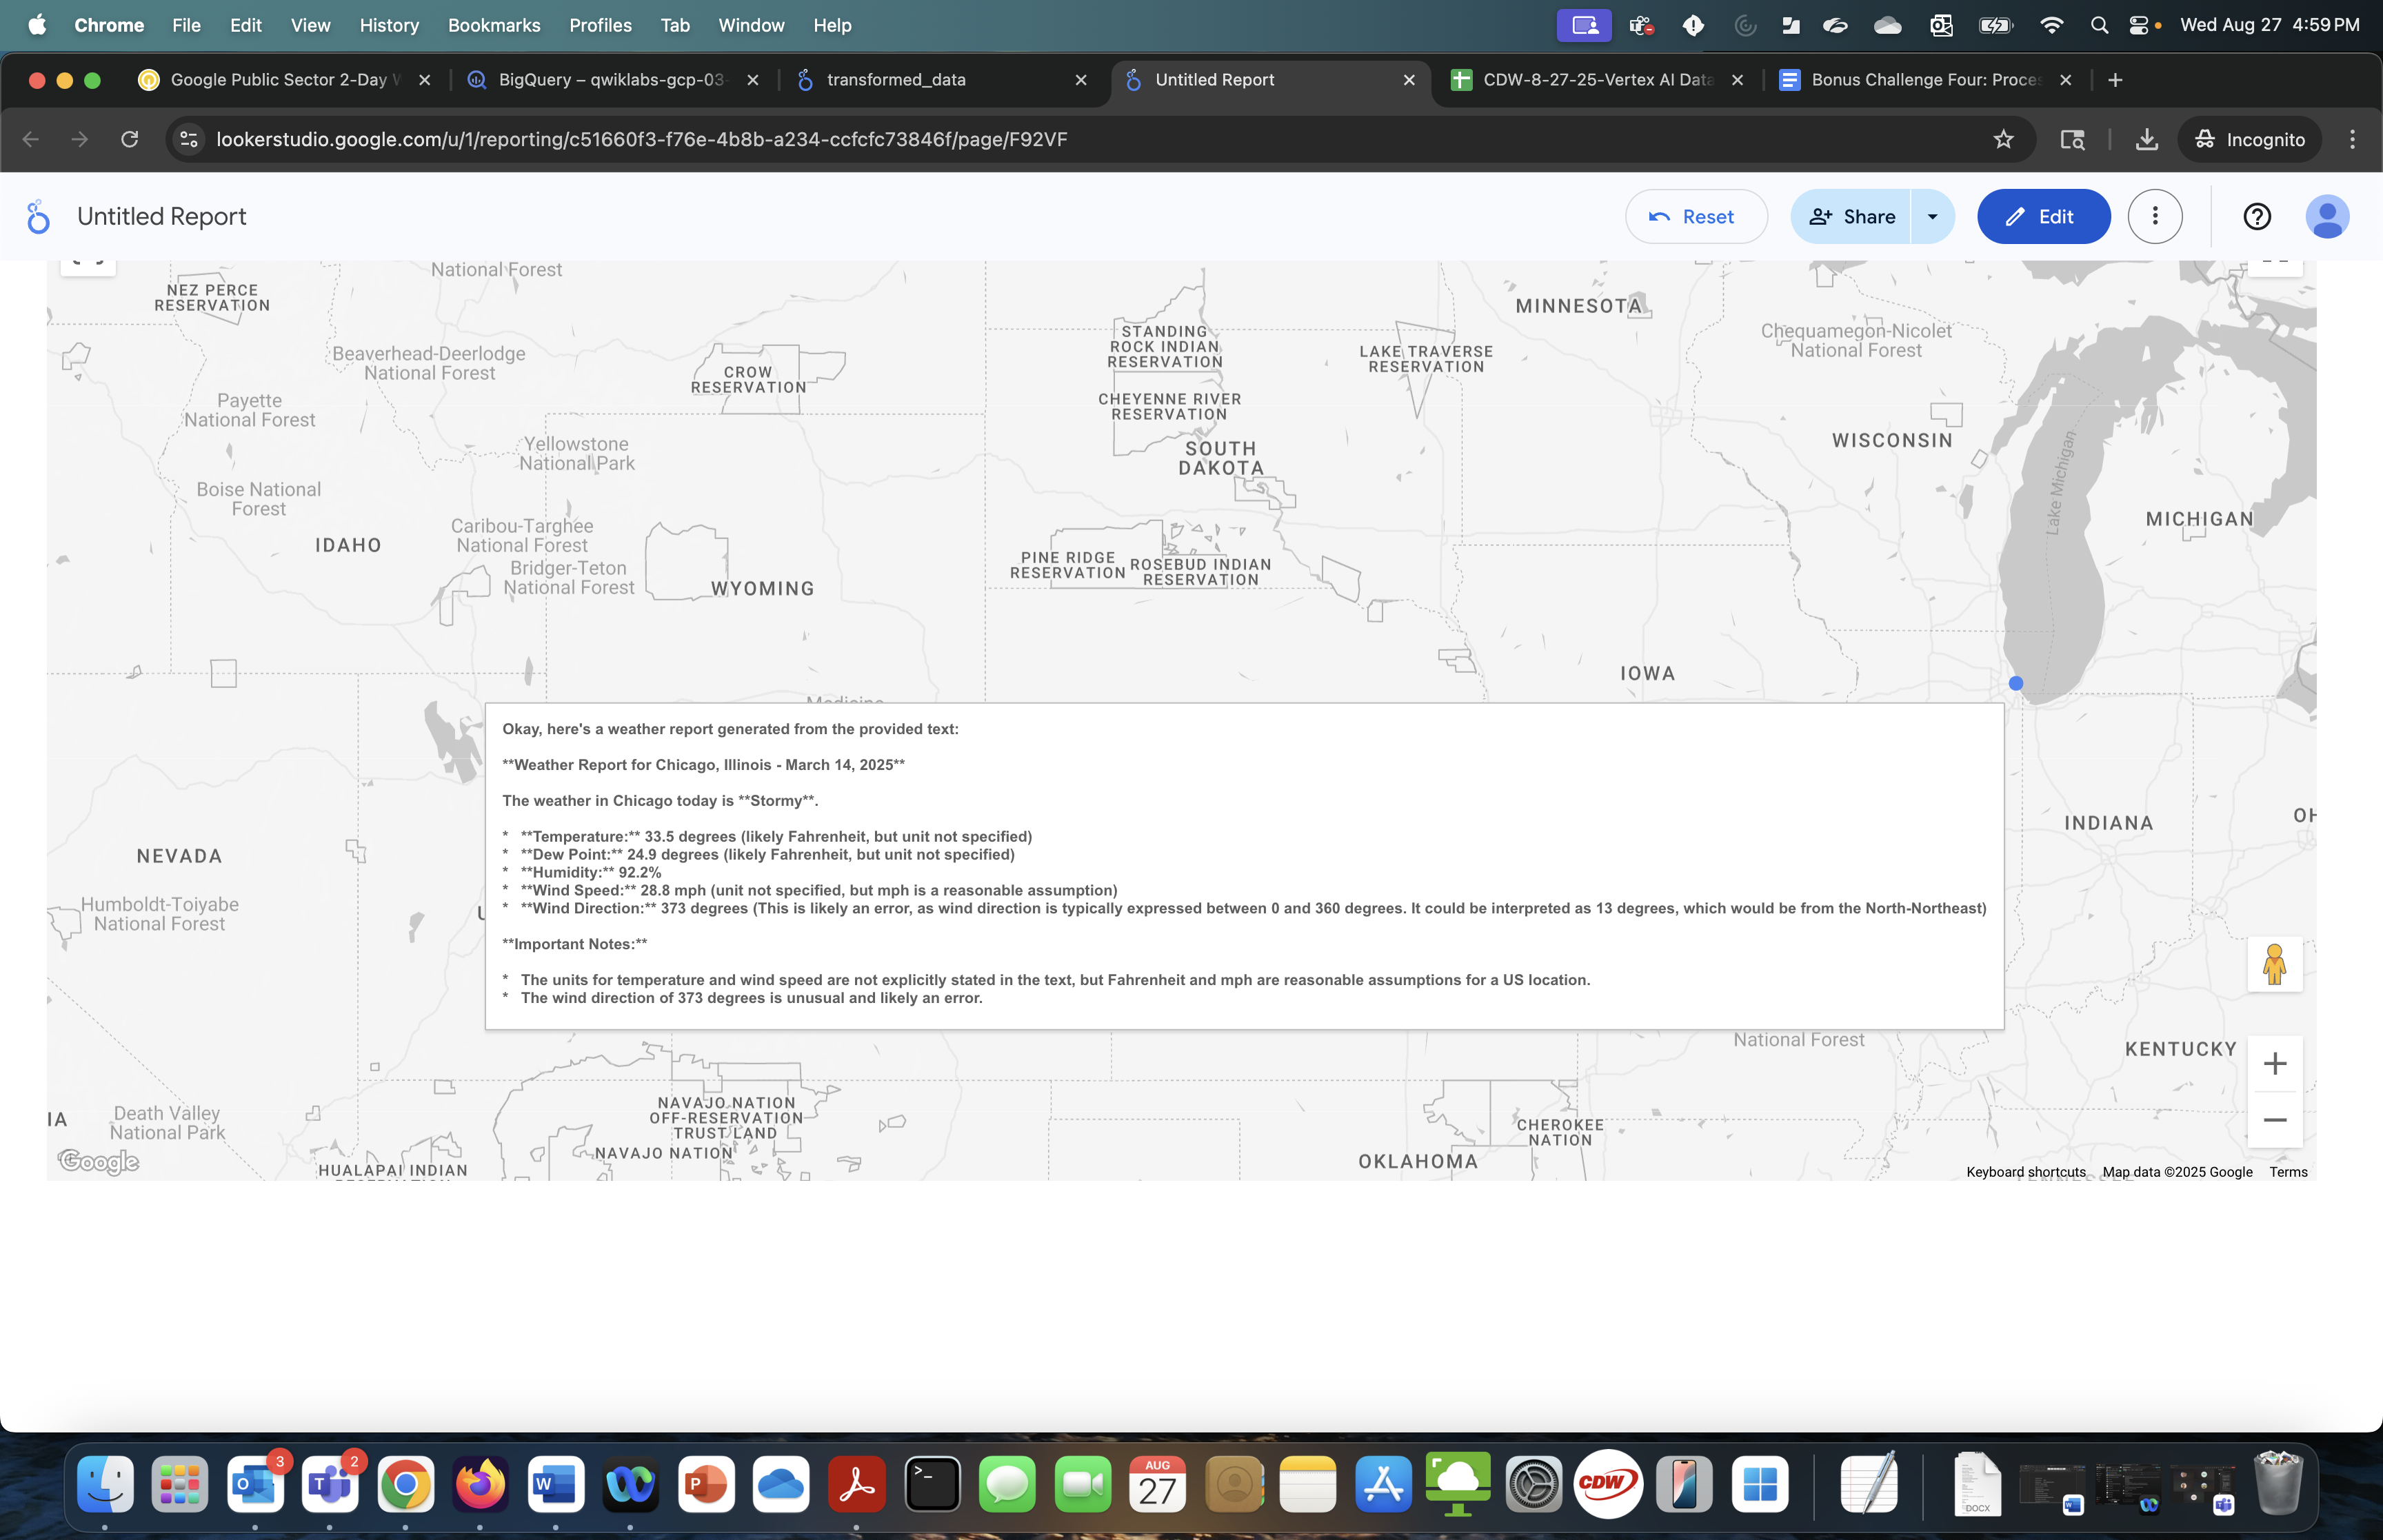 Chrome File Edit View History Bookmarks Profiles Tab Window Help Wed Aug 27 4:59 PM
Google Public Sector 2-Day BigQuery – qwiklabs-gcp-03- transformed_data Untitled Report CDW-8-27-25-Vertex AI Data Bonus Challenge Four: Proces
lookerstudio.google.com/u/1/reporting/c51660f3-f76e-4b8b-a234-ccfcfc73846f/page/F92VF Incognito
Untitled Report Reset Share Edit
National Forest
NEZ PERCE
RESERVATION
MINNESOTA
STANDING
ROCK INDIAN
RESERVATION
Chequamegon-Nicolet
National Forest
Beaverhead-Deerlodge
National Forest
LAKE TRAVERSE
RESERVATION
CROW
RESERVATION
Payette
National Forest
CHEYENNE RIVER
RESERVATION
Yellowstone
National Park
SOUTH
DAKOTA
WISCONSIN
Lake Michigan
Boise National
Forest
MICHIGAN
Caribou-Targhee
National Forest
IDAHO
Bridger-Teton
National Forest
PINE RIDGE
RESERVATION
ROSEBUD INDIAN
RESERVATION
WYOMING
IOWA
Okay, here's a weather report generated from the provided text:
**Weather Report for Chicago, Illinois - March 14, 2025**
The weather in Chicago today is **Stormy**.
* **Temperature:** 33.5 degrees (likely Fahrenheit, but unit not specified)
* **Dew Point:** 24.9 degrees (likely Fahrenheit, but unit not specified)
* **Humidity:** 92.2%
* **Wind Speed:** 28.8 mph (unit not specified, but mph is a reasonable assumption)
* **Wind Direction:** 373 degrees (This is likely an error, as wind direction is typically expressed between 0 and 360 degrees. It could be interpreted as 13 degrees, which would be from the North-Northeast)
**Important Notes:**
* The units for temperature and wind speed are not explicitly stated in the text, but Fahrenheit and mph are reasonable assumptions for a US location.
* The wind direction of 373 degrees is unusual and likely an error.
INDIANA
OH
NEVADA
Humboldt-Toiyabe
National Forest
National Forest
KENTUCKY
IA
Death Valley
National Park
NAVAJO NATION
OFF-RESERVATION
TRUST LAND
NAVAJO NATION
CHEROKEE
NATION
OKLAHOMA
HUALAPAI INDIAN
Google
Keyboard shortcuts Map data ©2025 Google Terms
3
2
AUG
27
CDW
DOCX